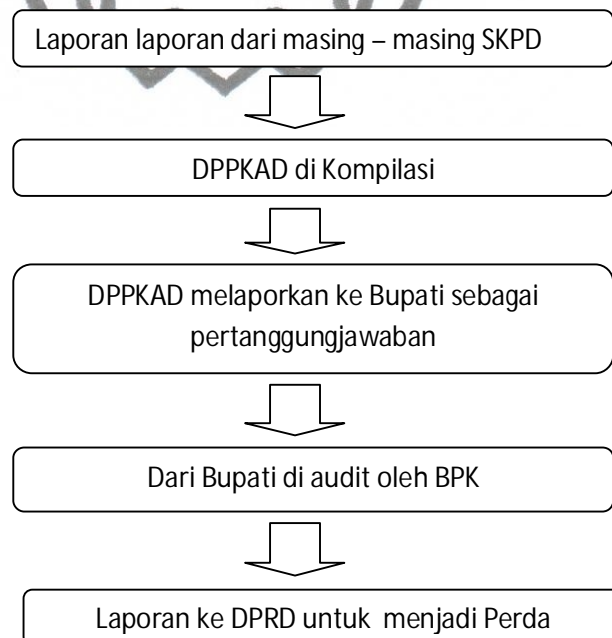 Laporan laporan dari masing – masing SKPD
DPPKAD di Kompilasi
DPPKAD melaporkan ke Bupati sebagai
pertanggungjawaban
Dari Bupati di audit oleh BPK
Laporan ke DPRD untuk menjadi Perda